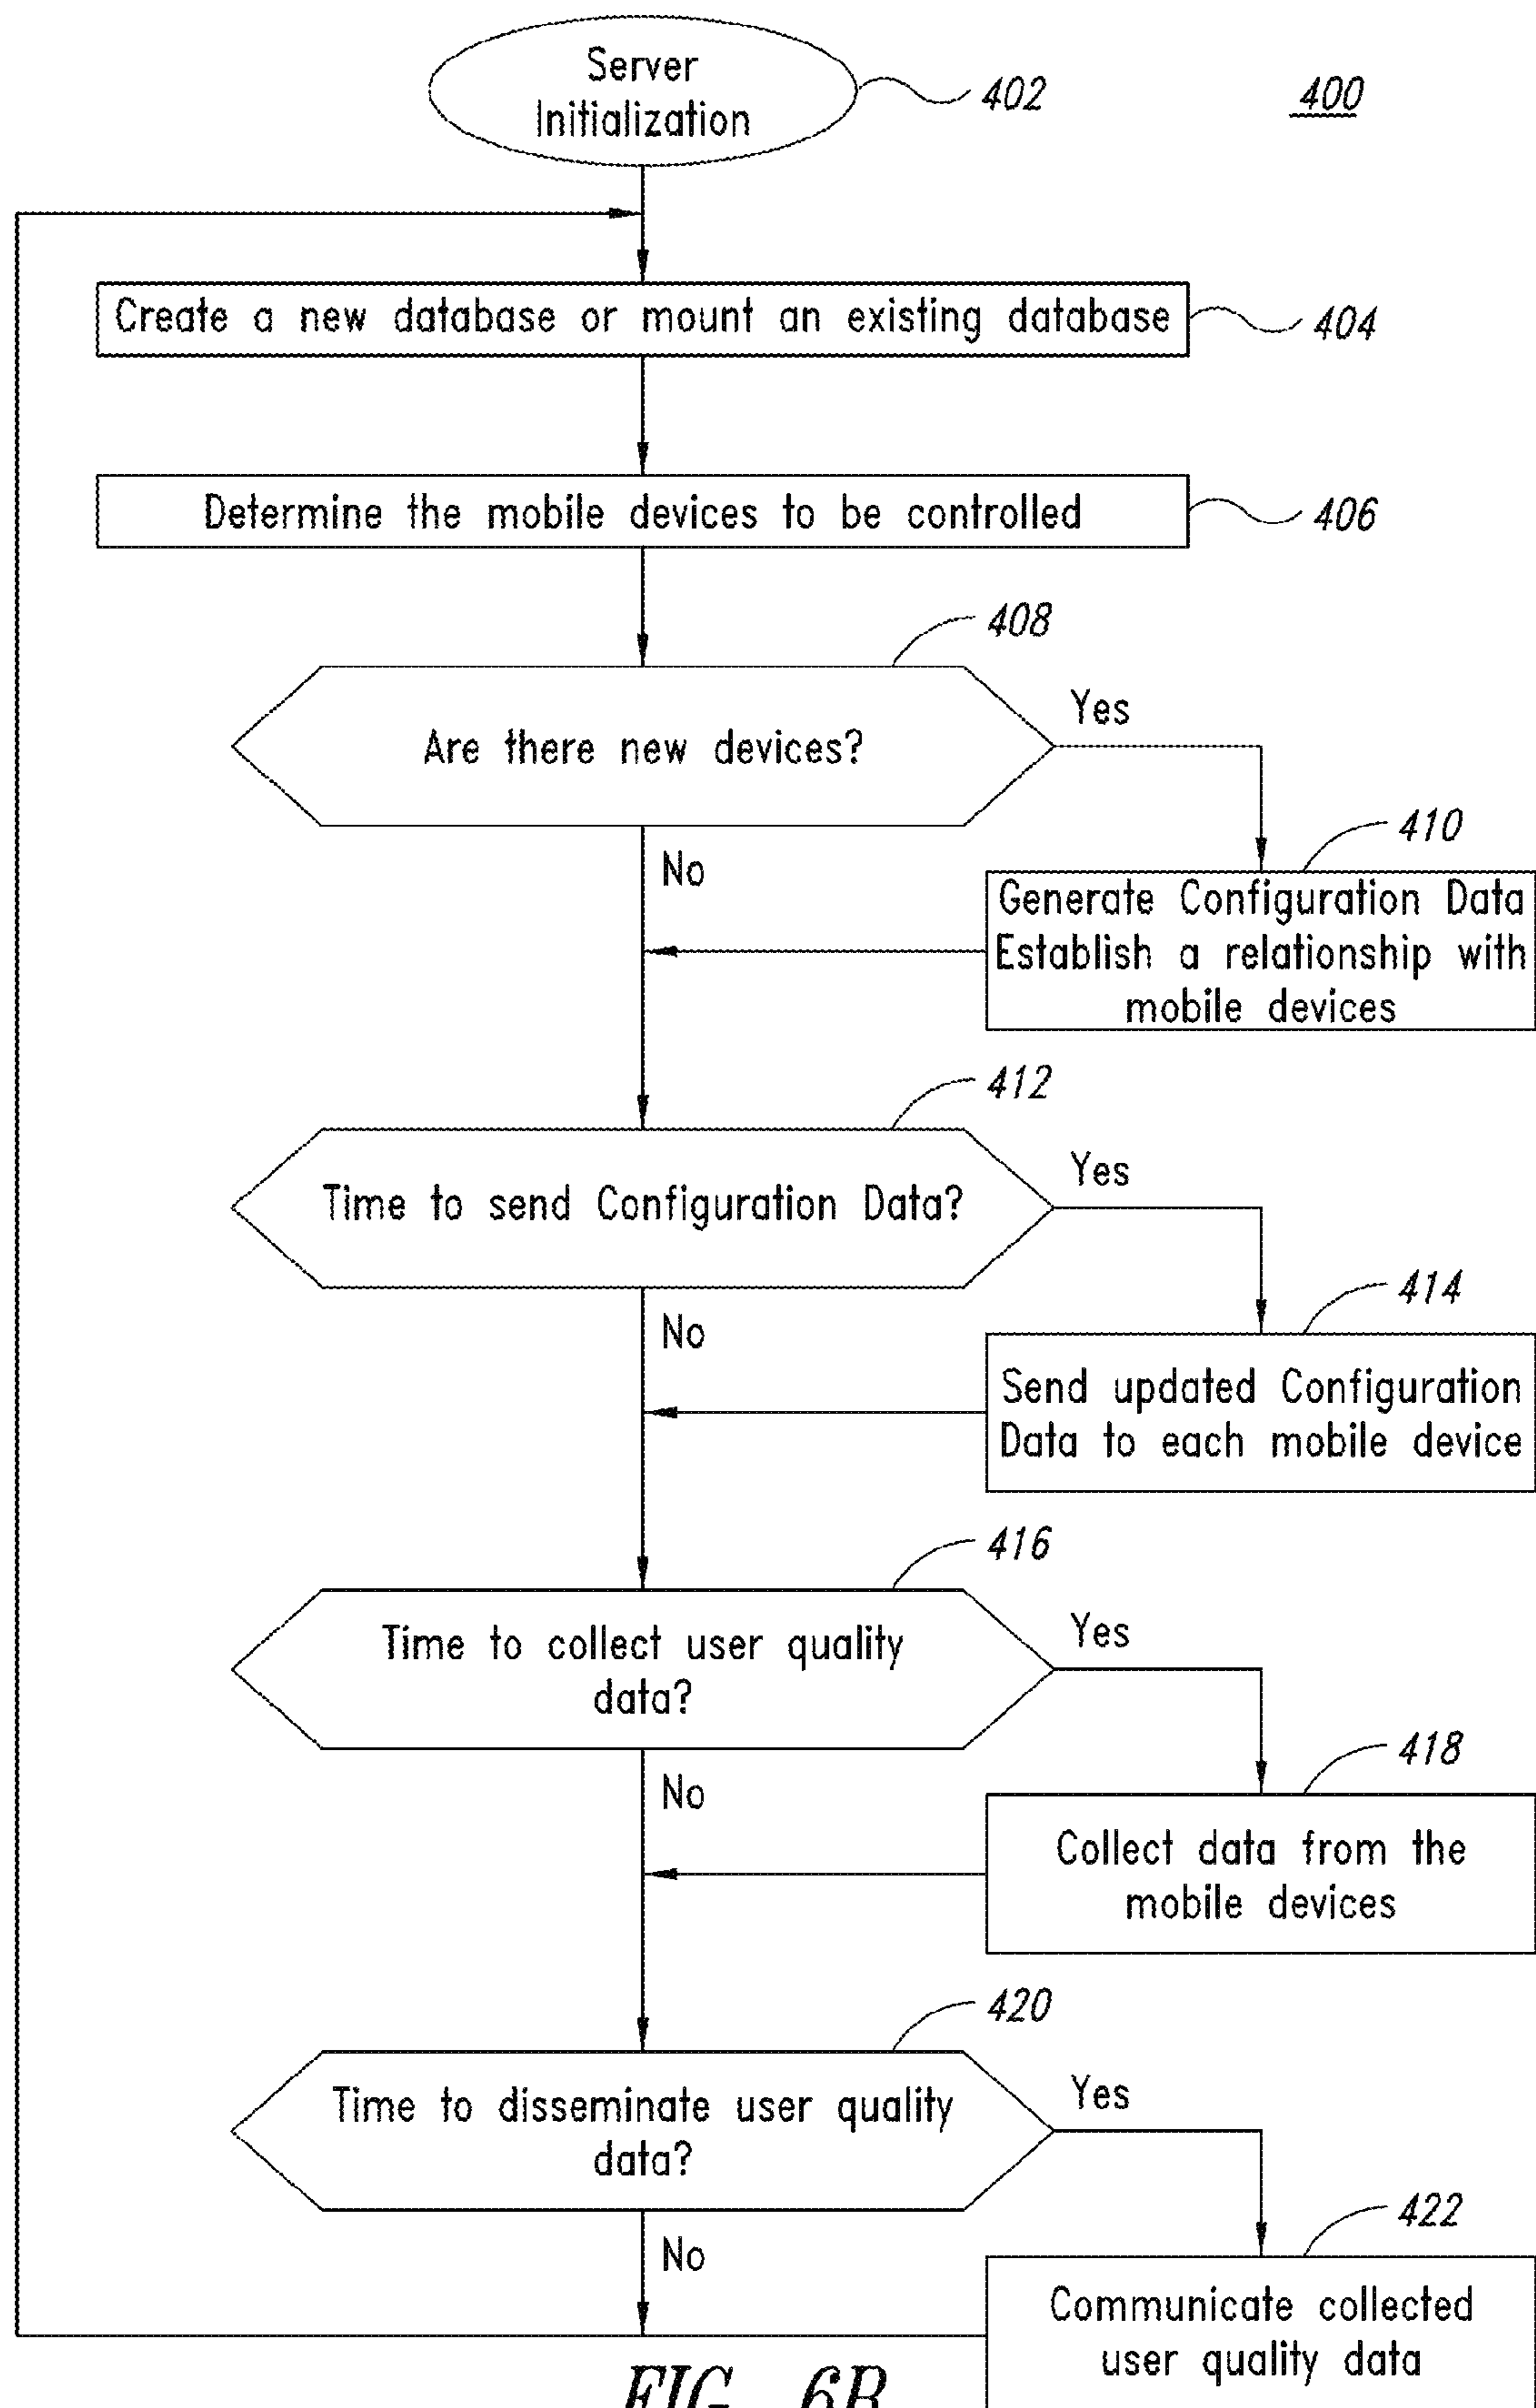 Server
Initialization
402
400
Create a new database or mount an existing database
404
Determine the mobile devices to be controlled
406
408
Are there new devices?
Yes
No
410
Generate Configuration Data
Establish a relationship with
mobile devices
412
Time to send Configuration Data?
Yes
No
414
Send updated Configuration
Data to each mobile device
416
Time to collect user quality
data?
Yes
No
418
Collect data from the
mobile devices
420
Time to disseminate user quality
data?
Yes
No
422
Communicate collected
user quality data
FIG. 6B